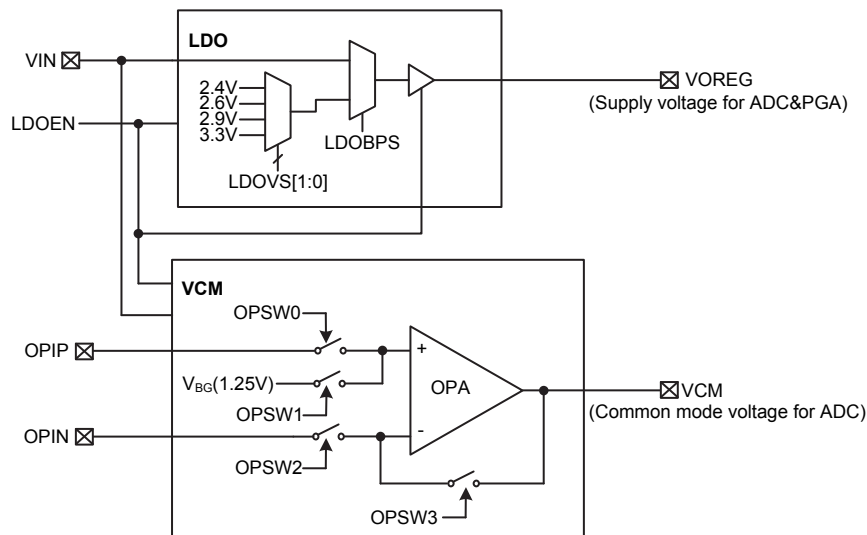 LDO
VIN
2.4V
2.6V
2.9V
3.3V
VOREG
(Supply voltage for ADC&PGA)
LDOEN
LDOBPS
LDOVS[1:0]
VCM
OPSW0
OPIP
+
VBG(1.25V)
OPA
VCM
(Common mode voltage for ADC)
OPSW1
OPIN
-
OPSW2
OPSW3